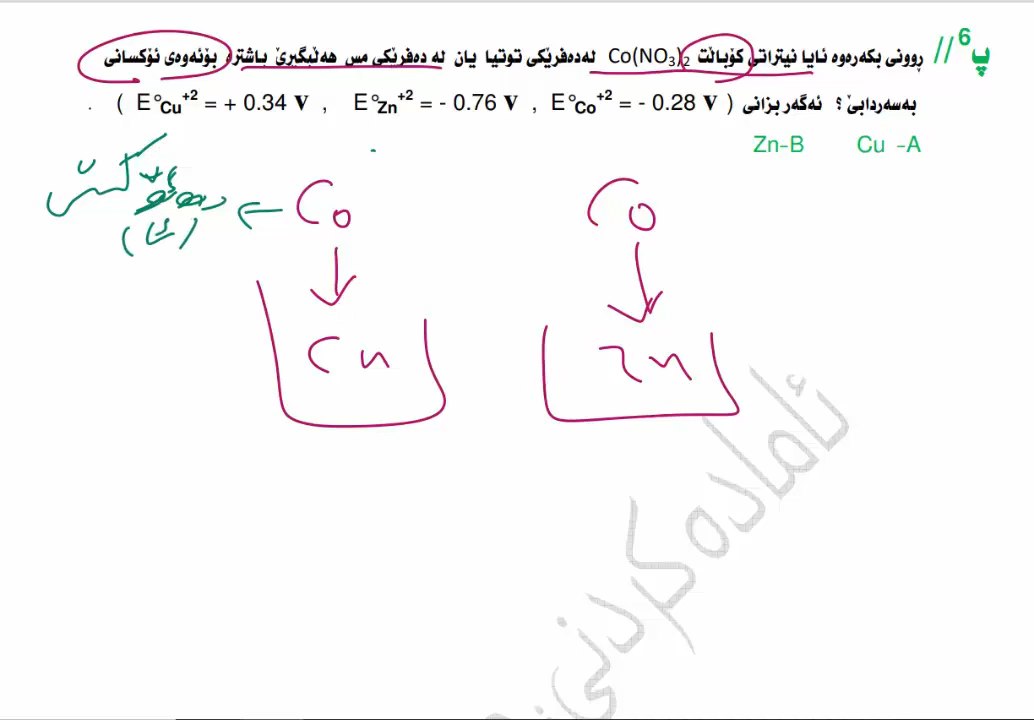 پ6// ڕوونی بکەرەوە ئایا نیتراتی کۆباڵت Co(NO₃)₂ لەدەفرێکی توتیا یان لە دەفرێکی مس هەڵبگیرێ باشترە بۆئەوەی ئۆکسانی
بەسەردابێ ؟ ئەگەر بزانی ( E°Co⁺² = - 0.28 V , E°Zn⁺² = - 0.76 V , E°Cu⁺² = + 0.34 V )
Cu -A Zn-B
Co Co
Cu Zn
ئامادەکردنی